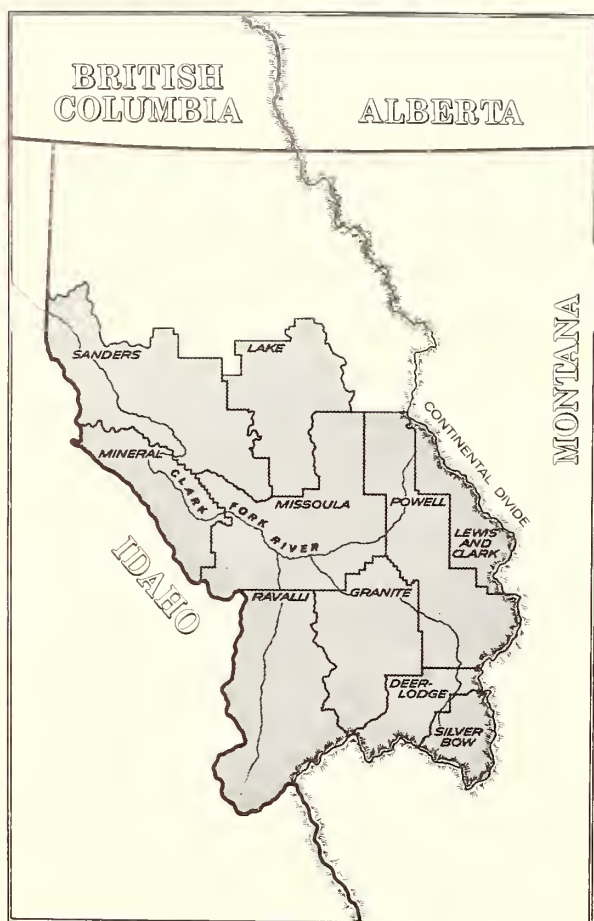 BRITISH
COLUMBIA
ALBERTA
MONTANA
SANDERS
LAKE
CONTINENTAL DIVIDE
MINERAL
CLARK
FORK RIVER
MISSOULA
POWELL
LEWIS
AND
CLARK
IDAHO
RAVALLI
GRANITE
DEER-
LODGE
SILVER
BOW